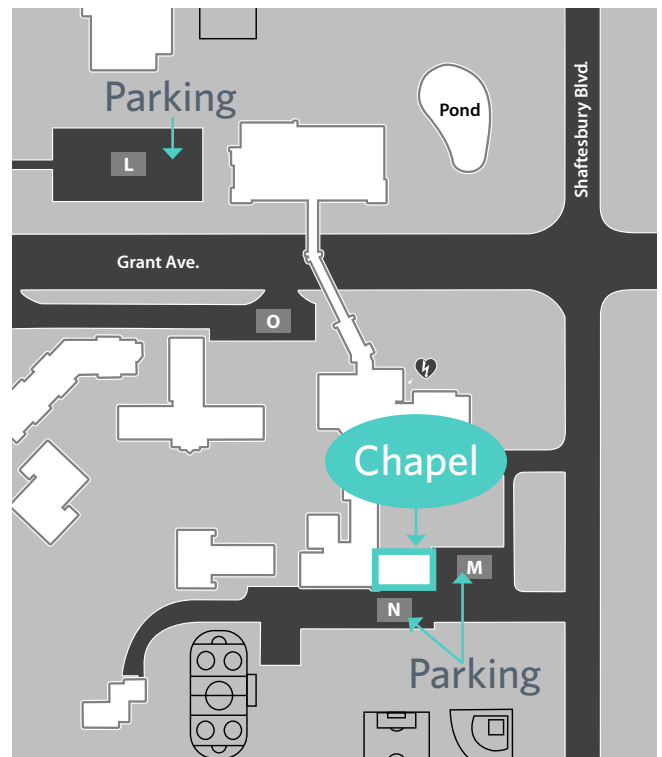 Parking
L
Pond
Shaftesbury Blvd.
Grant Ave.
O
Chapel
M
N
Parking